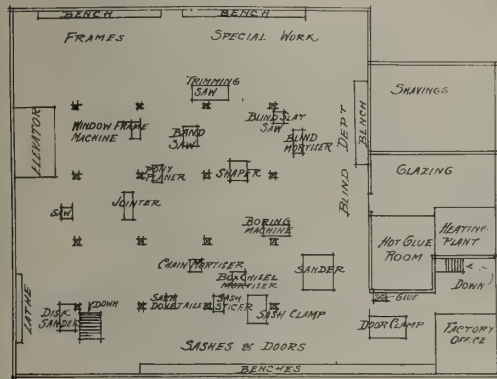 BENCH
BENCH
FRAMES
SPECIAL WORK
TRIMMING
SAW
SHAVINGS
ELEVATOR
WINDOW FRAME
MACHINE
BAND
SAW
BLIND SLAT
SAW
BLIND
MORTISER
BLIND DEPT
BENCH
PONY
PLANER
SHAPER
GLAZING
SAW
JOINTER
BORING
MACHINE
HOT GLUE
ROOM
HEATING
PLANT
CHAIN MORTISER
BOX CHISEL
MORTISER
SANDER
DOWN
GLUE
LATHE
DISK
SANDER
DOWN
SASH
DOVETAILER
SASH
STICER
SASH CLAMP
DOOR CLAMP
FACTORY
OFFICE
SASHES & DOORS
BENCHES